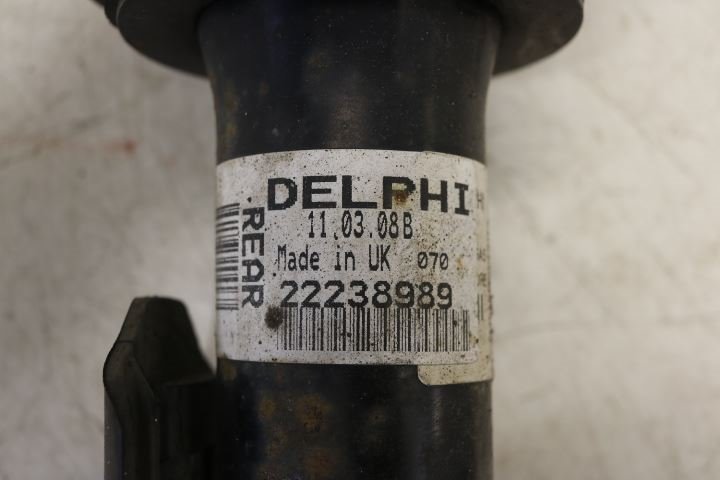 DELPHI
11.03.08B
Made in UK 070
22238989
REAR